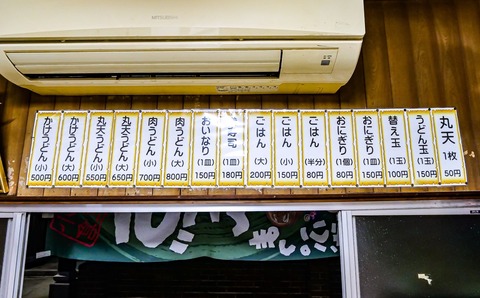 MITSUBISHI
丸天 1枚 50円
うどん玉 (1玉) 150円
替え玉 (1玉) 100円
おにぎり (1皿) 150円
おにぎり (1個) 80円
ごはん (半分) 80円
ごはん (小) 150円
ごはん (大) 200円
(1皿) 180円
おいなり (1皿) 150円
肉うどん (大) 800円
肉うどん (小) 700円
丸天うどん (大) 650円
丸天うどん (小) 550円
かけうどん (大) 600円
かけうどん (小) 500円